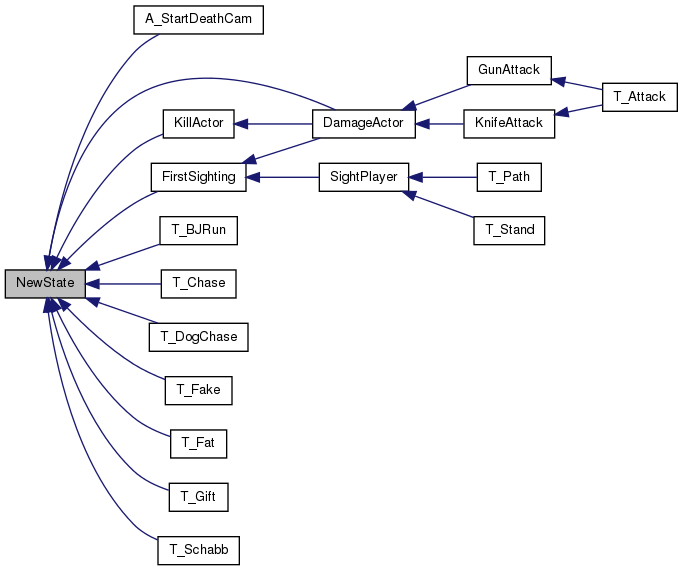 A_StartDeathCam
GunAttack
T_Attack
KillActor
DamageActor
KnifeAttack
FirstSighting
SightPlayer
T_Path
T_BJRun
T_Stand
NewState
T_Chase
T_DogChase
T_Fake
T_Fat
T_Gift
T_Schabb